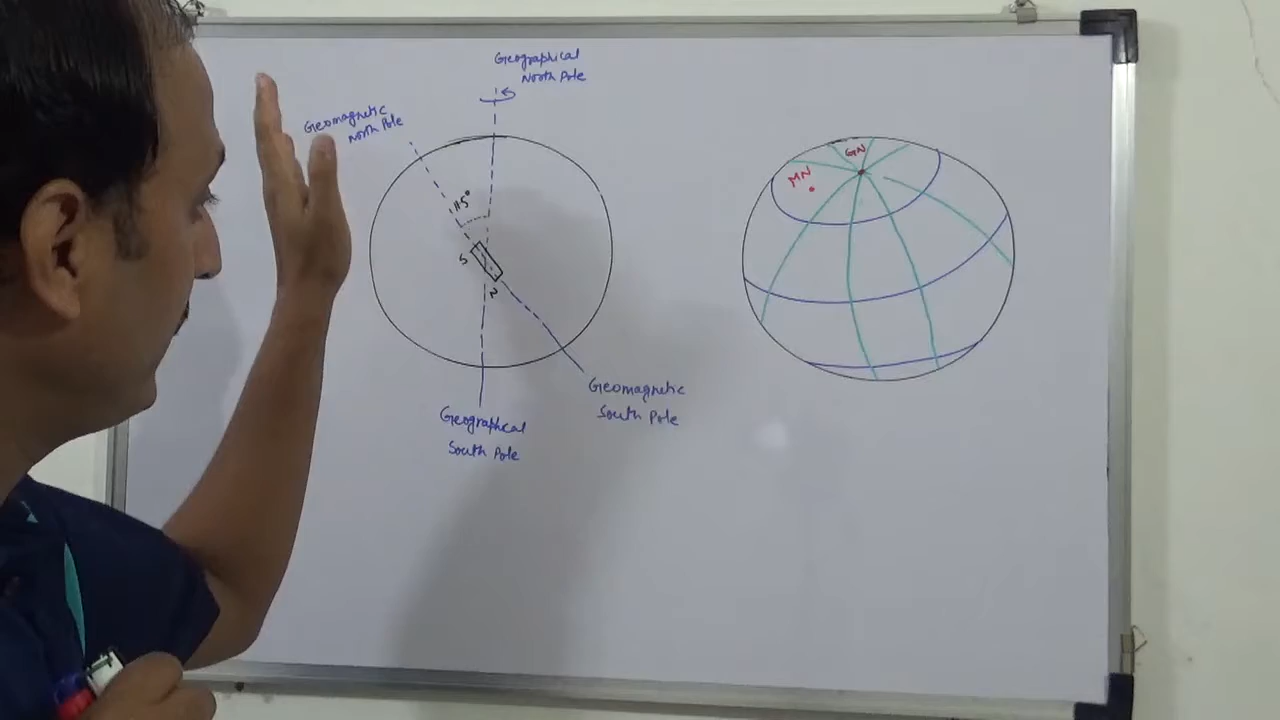 Geographical
North Pole
Geomagnetic
North Pole
11.5°
S
N
Geomagnetic
South Pole
Geographical
South Pole
GN
MN